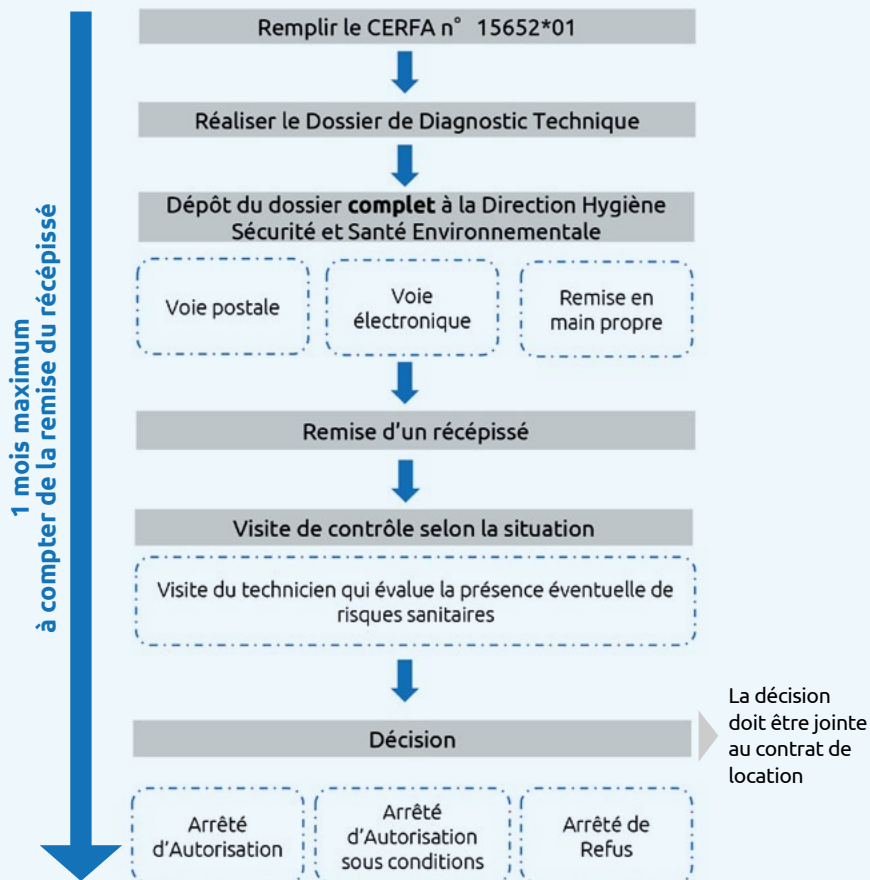 1 mois maximum
à compter de la remise du récépissé
Remplir le CERFA n° 15652*01
Réaliser le Dossier de Diagnostic Technique
Dépôt du dossier complet à la Direction Hygiène
Sécurité et Santé Environnementale
Voie postale
Voie
électronique
Remise en
main propre
Remise d'un récépissé
Visite de contrôle selon la situation
Visite du technicien qui évalue la présence éventuelle de
risques sanitaires
Décision
La décision
doit être jointe
au contrat de
location
Arrêté
d'Autorisation
Arrêté
d'Autorisation
sous conditions
Arrêté de
Refus